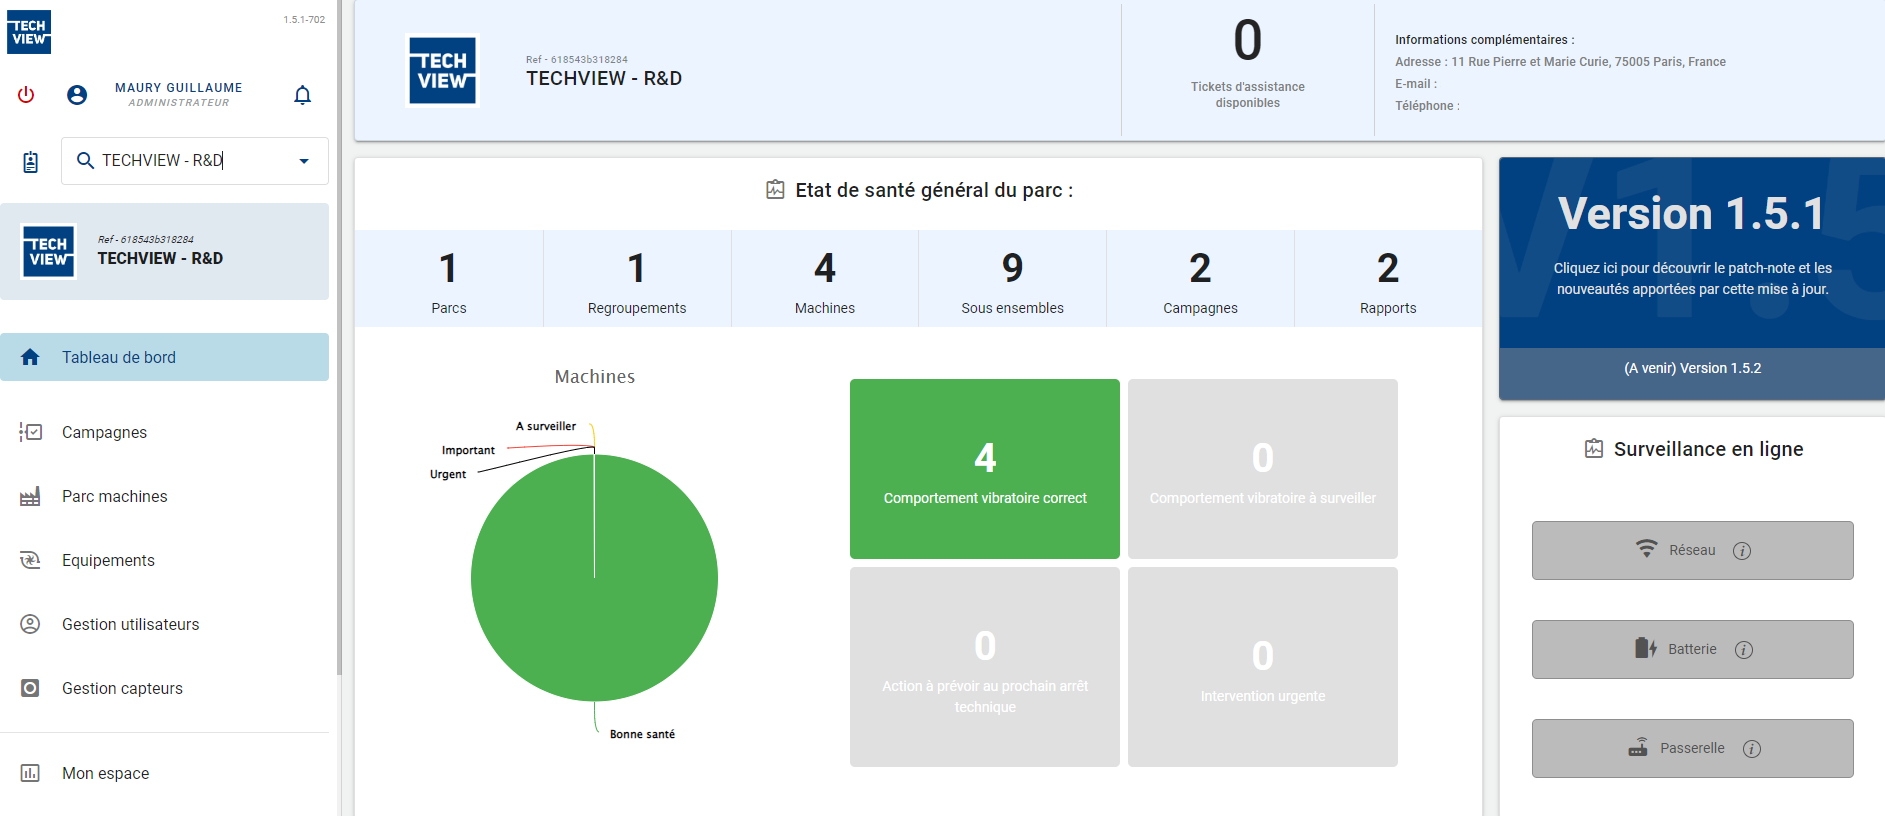 TECH
VIEW
1.5.1-702
MAURY GUILLAUME
ADMINISTRATEUR
TECHVIEW - R&D
TECH
VIEW
Ref - 618543b318284
TECHVIEW - R&D
Tableau de bord
Campagnes
Parc machines
Equipements
Gestion utilisateurs
Gestion capteurs
Mon espace
TECH
VIEW
Ref - 618543b318284
TECHVIEW - R&D
0
Tickets d'assistance
disponibles
Informations complémentaires :
Adresse : 11 Rue Pierre et Marie Curie, 75005 Paris, France
E-mail :
Téléphone :
Etat de santé général du parc :
1
Parcs
1
Regroupements
4
Machines
9
Sous ensembles
2
Campagnes
2
Rapports
Machines
A surveiller
Important
Urgent
Bonne santé
4
Comportement vibratoire correct
0
Comportement vibratoire à surveiller
0
Action à prévoir au prochain arrêt
technique
0
Intervention urgente
V1.5
Version 1.5.1
Cliquez ici pour découvrir le patch-note et les
nouveautés apportées par cette mise à jour.
(A venir) Version 1.5.2
Surveillance en ligne
Réseau
Batterie
Passerelle